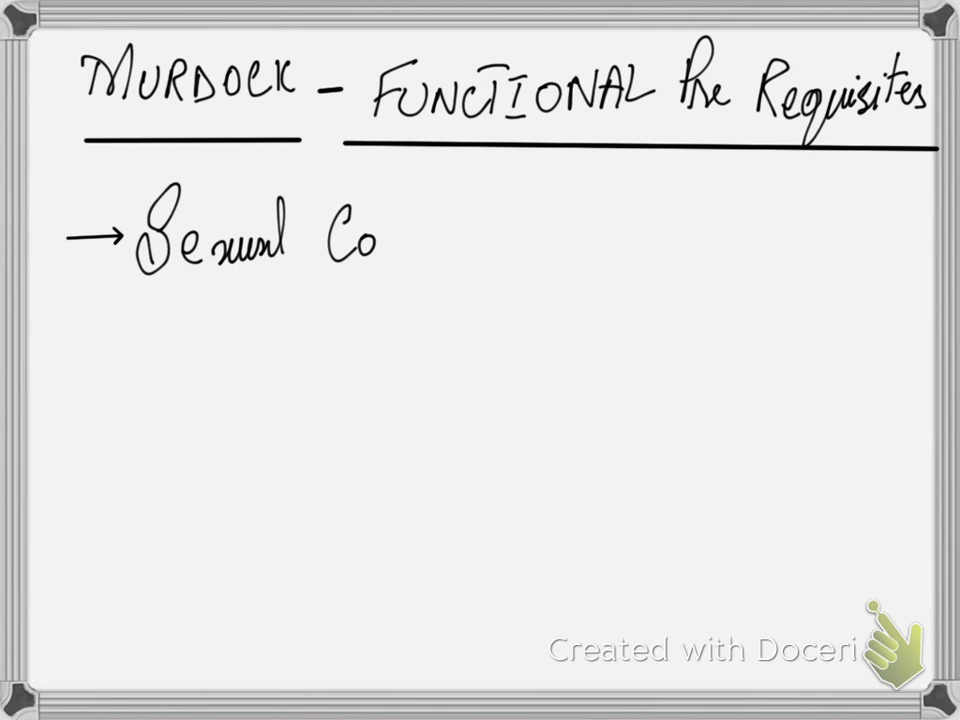 MURDOCK - FUNCTIONAL Pre Requisites
→ Sexual Co
Created with Doceri